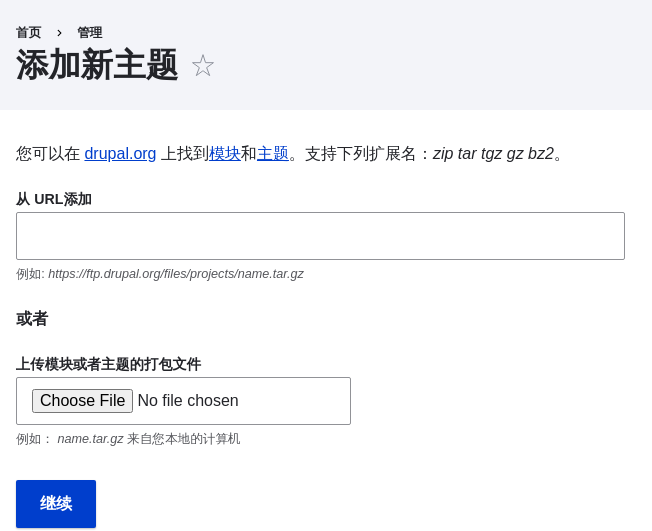 首页 › 管理
添加新主题 ☆
您可以在 drupal.org 上找到模块和主题。支持下列扩展名：zip tar tgz gz bz2。
从 URL添加
例如: https://ftp.drupal.org/files/projects/name.tar.gz
或者
上传模块或者主题的打包文件
Choose File No file chosen
例如： name.tar.gz 来自您本地的计算机
继续